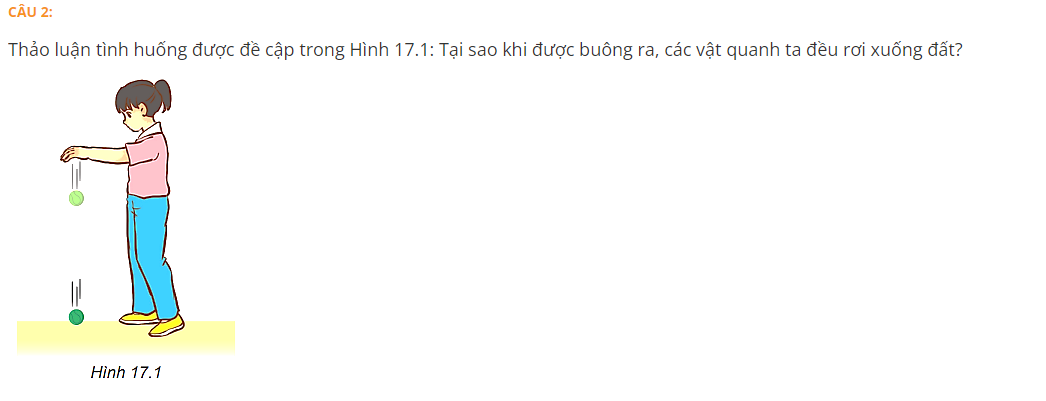 CÂU 2:
Thảo luận tình huống được đề cập trong Hình 17.1: Tại sao khi được buông ra, các vật quanh ta đều rơi xuống đất?
Hình 17.1